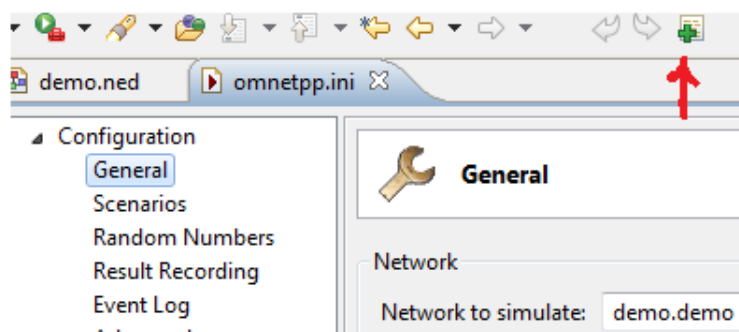 demo.ned omnetpp.ini
Configuration
General
Scenarios
Random Numbers
Result Recording
Event Log
General
Network
Network to simulate: demo.demo